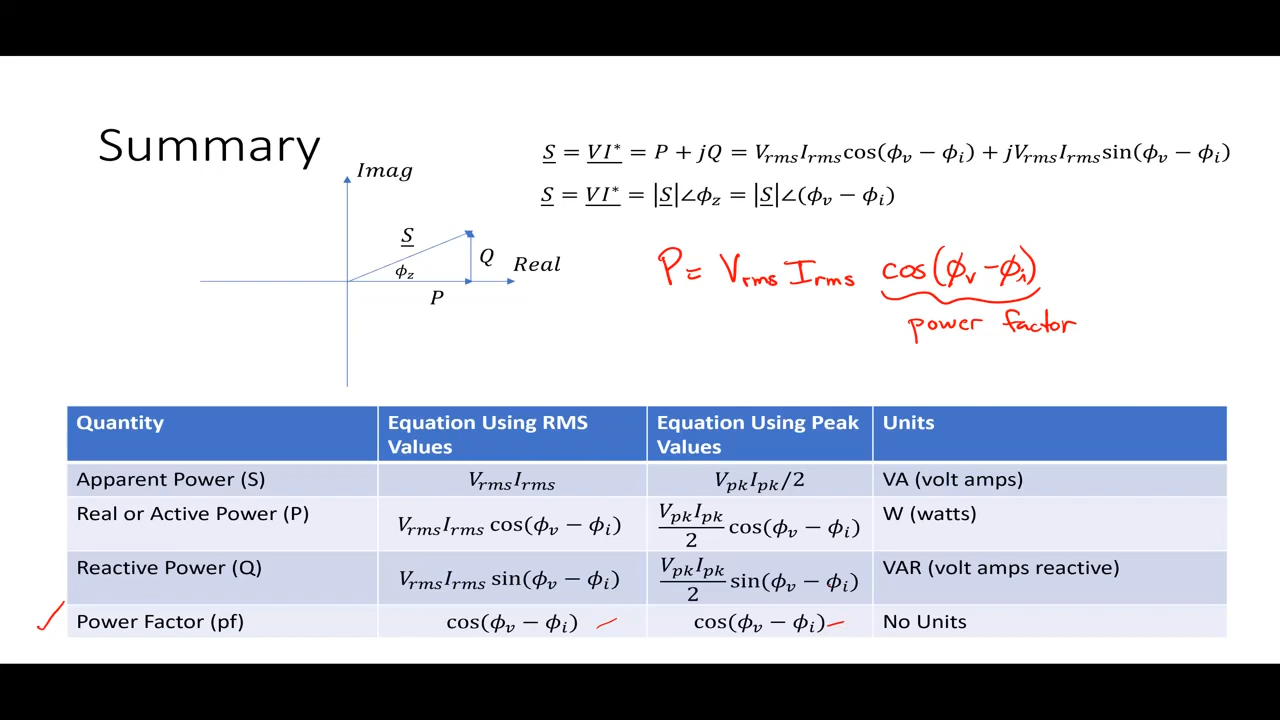 Summary
S = VI* = P + jQ = VrmsIrmscos(ϕv − ϕi) + jVrmsIrmssin(ϕv − ϕi)
S = VI* = |S|∠ϕz = |S|∠(ϕv − ϕi)
Imag
S
ϕz
Q
Real
P
P = Vrms Irms cos(ϕv − ϕi)
power factor
Quantity
Equation Using RMS Values
Equation Using Peak Values
Units
Apparent Power (S)
VrmsIrms
VpkIpk/2
VA (volt amps)
Real or Active Power (P)
VrmsIrms cos(ϕv − ϕi)
VpkIpk/2 cos(ϕv − ϕi)
W (watts)
Reactive Power (Q)
VrmsIrms sin(ϕv − ϕi)
VpkIpk/2 sin(ϕv − ϕi)
VAR (volt amps reactive)
Power Factor (pf)
cos(ϕv − ϕi)
cos(ϕv − ϕi)
No Units